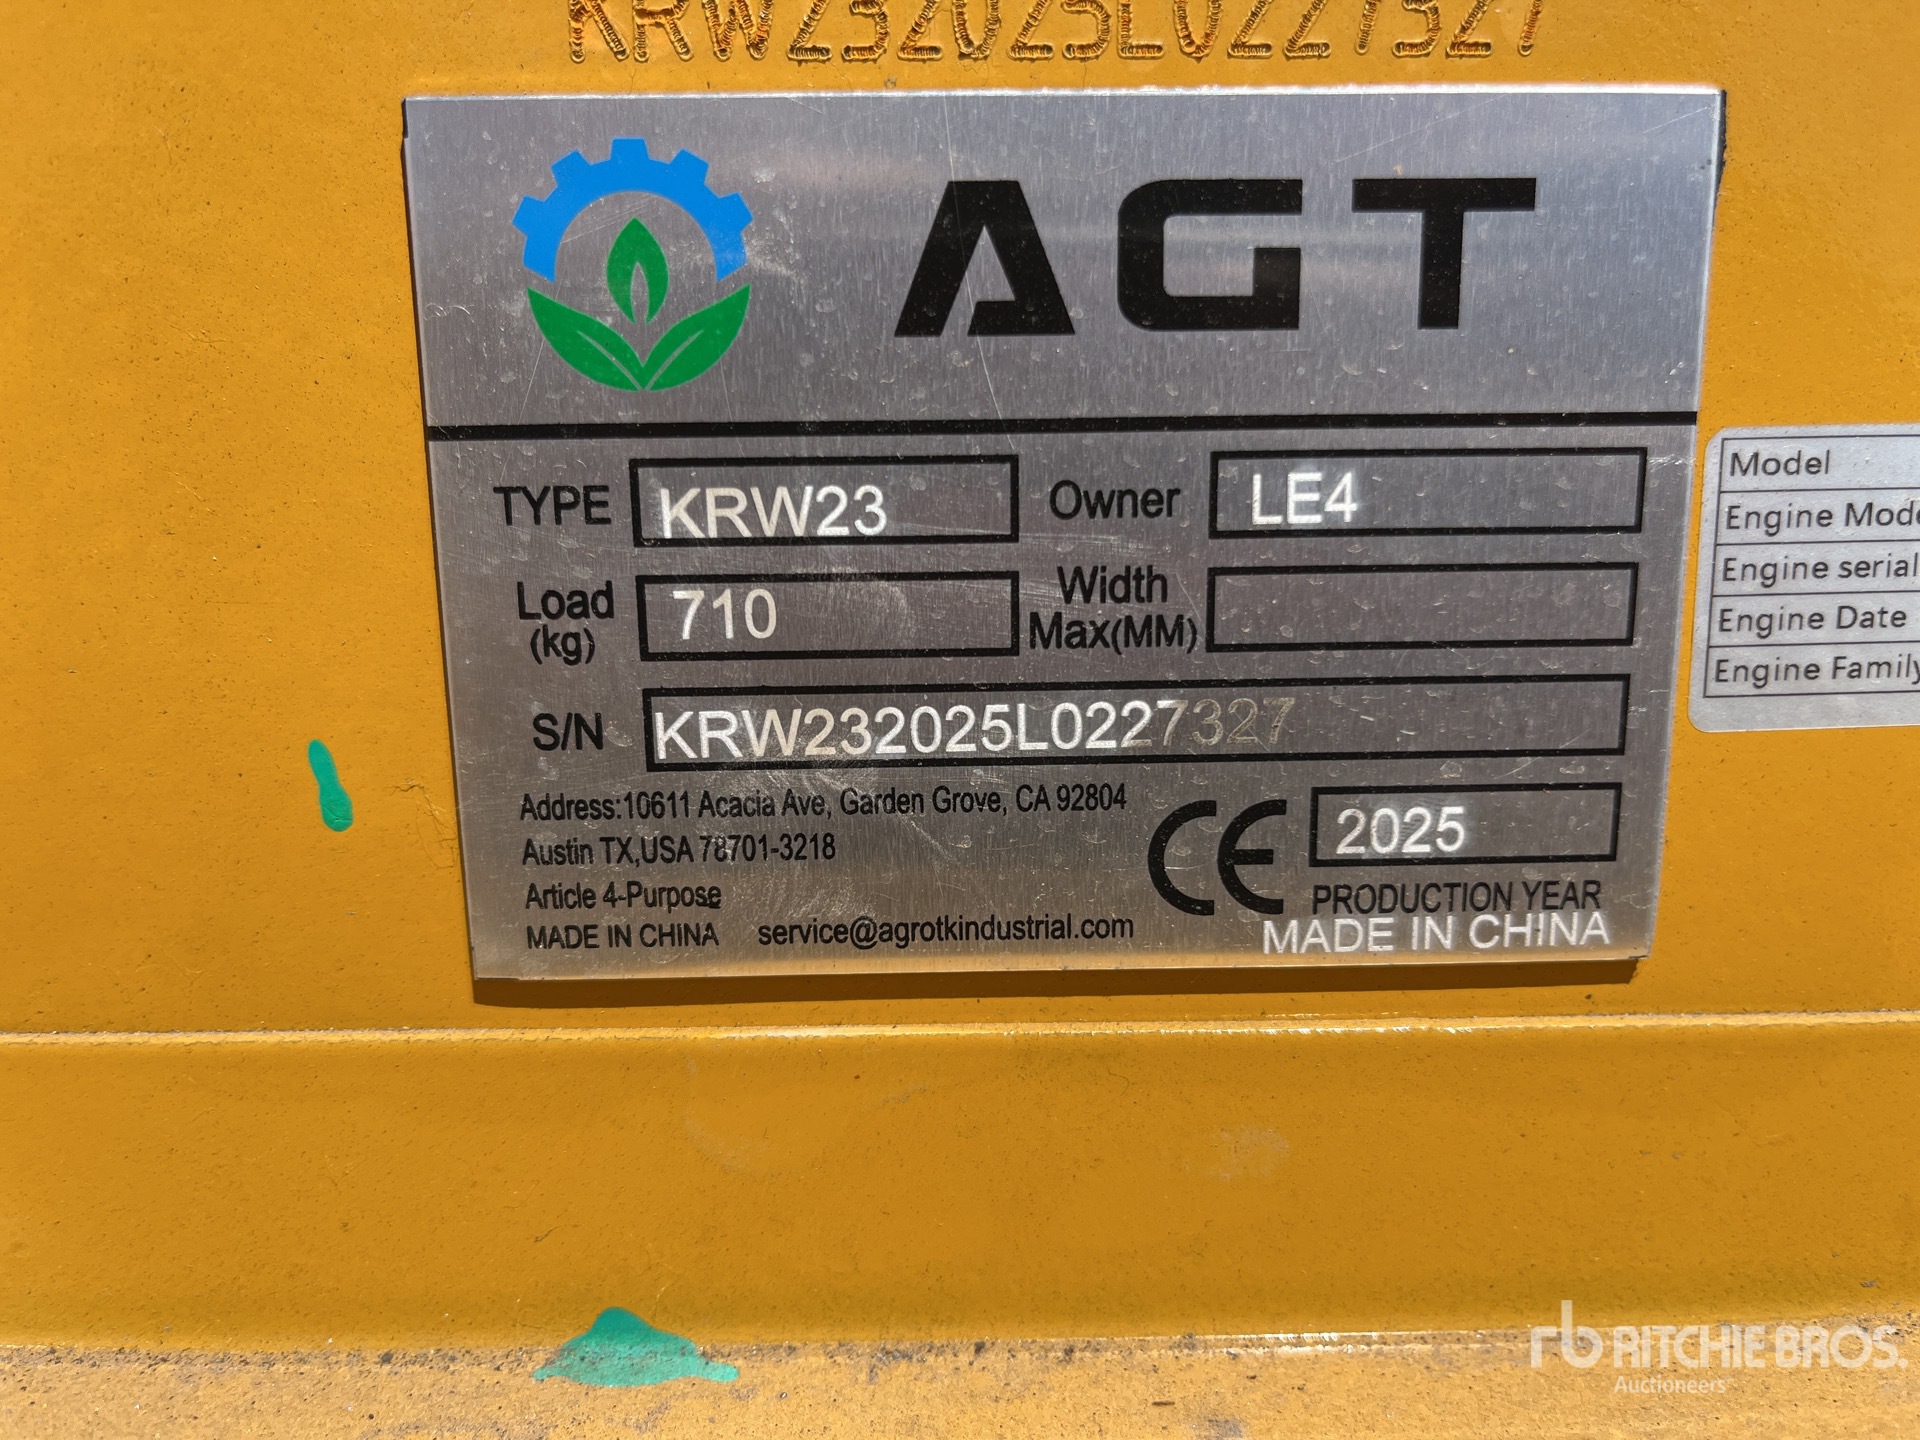 KRW232025L0227327
AGT
TYPE KRW23 Owner LE4
Load (kg) 710 Width Max(MM)
S/N KRW232025L0227327
Address:10611 Acacia Ave, Garden Grove, CA 92804
Austin TX,USA 78701-3218
Article 4-Purpose
MADE IN CHINA service@agrotkindustrial.com
CE 2025
PRODUCTION YEAR
MADE IN CHINA
Model
Engine Mode
Engine serial
Engine Date
Engine Family
rb RITCHIE BROS.
Auctioneers